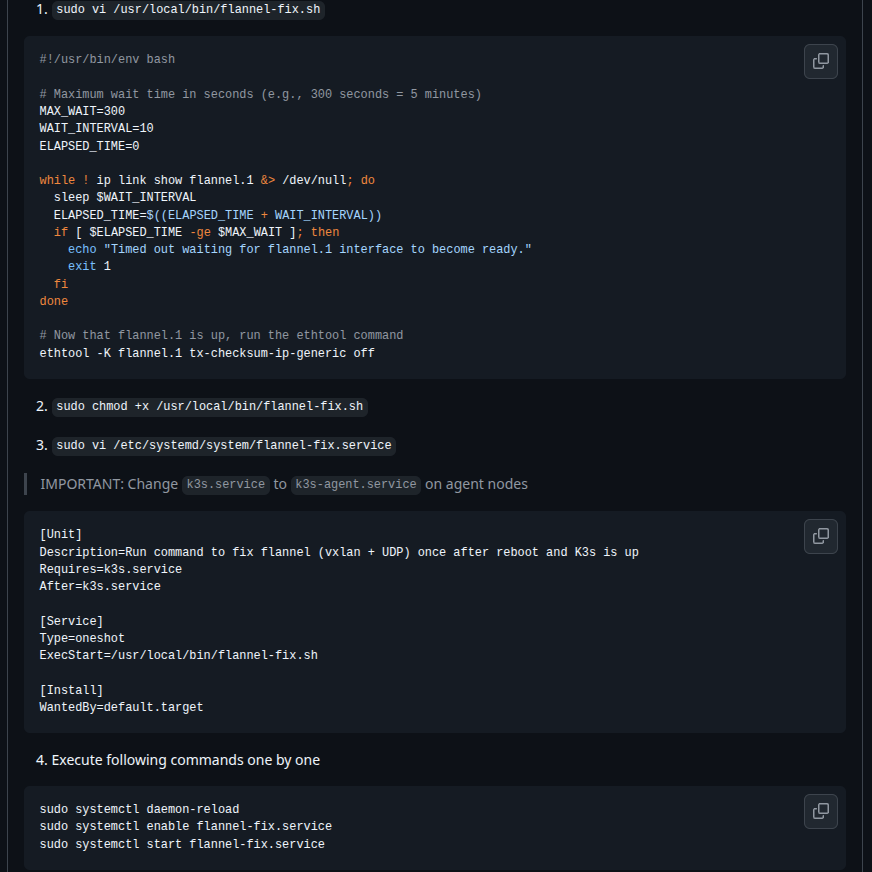 1. sudo vi /usr/local/bin/flannel-fix.sh
#!/usr/bin/env bash
# Maximum wait time in seconds (e.g., 300 seconds = 5 minutes)
MAX_WAIT=300
WAIT_INTERVAL=10
ELAPSED_TIME=0
while ! ip link show flannel.1 &> /dev/null; do
  sleep $WAIT_INTERVAL
  ELAPSED_TIME=$((ELAPSED_TIME + WAIT_INTERVAL))
  if [ $ELAPSED_TIME -ge $MAX_WAIT ]; then
    echo "Timed out waiting for flannel.1 interface to become ready."
    exit 1
  fi
done
# Now that flannel.1 is up, run the ethtool command
ethtool -K flannel.1 tx-checksum-ip-generic off
2. sudo chmod +x /usr/local/bin/flannel-fix.sh
3. sudo vi /etc/systemd/system/flannel-fix.service
IMPORTANT: Change k3s.service to k3s-agent.service on agent nodes
[Unit]
Description=Run command to fix flannel (vxlan + UDP) once after reboot and K3s is up
Requires=k3s.service
After=k3s.service
[Service]
Type=oneshot
ExecStart=/usr/local/bin/flannel-fix.sh
[Install]
WantedBy=default.target
4. Execute following commands one by one
sudo systemctl daemon-reload
sudo systemctl enable flannel-fix.service
sudo systemctl start flannel-fix.service